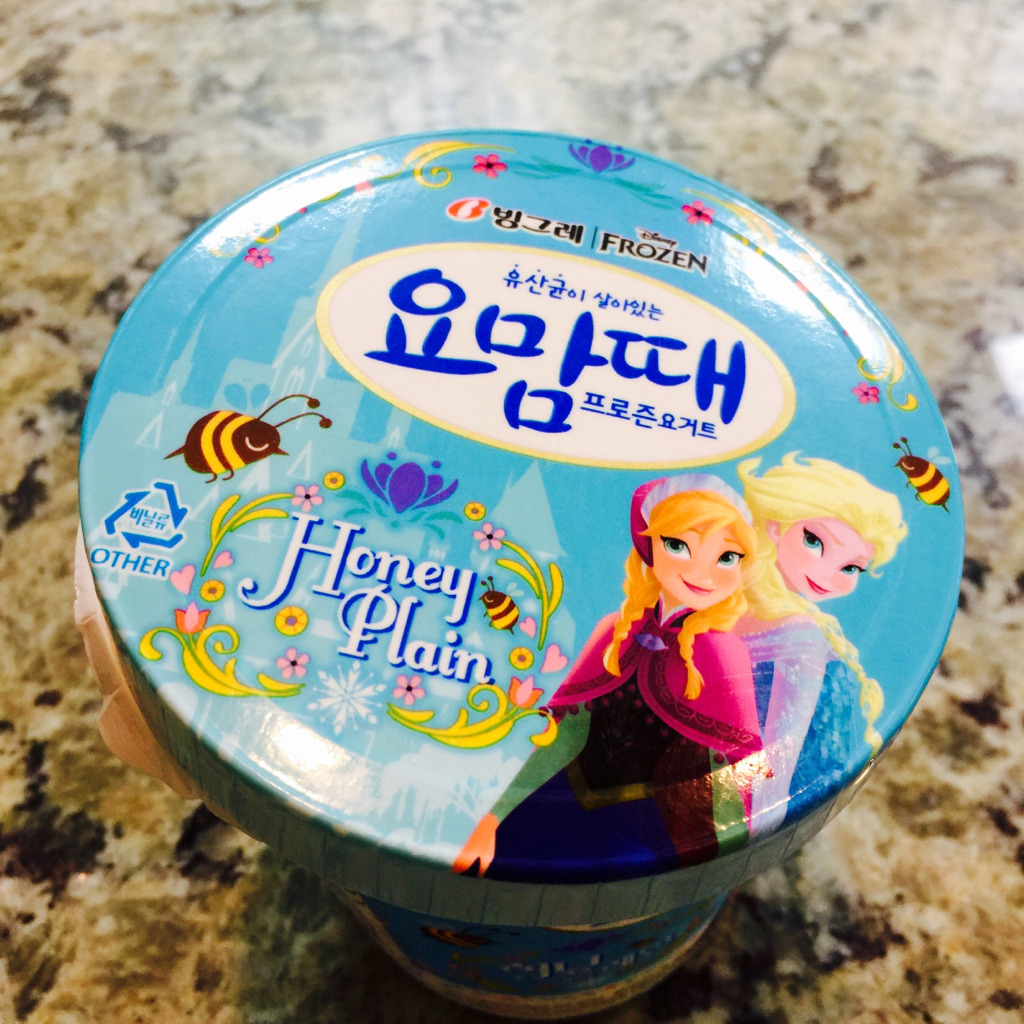 빙그레 | Disney FROZEN
유산균이 살아있는
요맘때
프로즌요거트
비닐류
OTHER
Honey
Plain